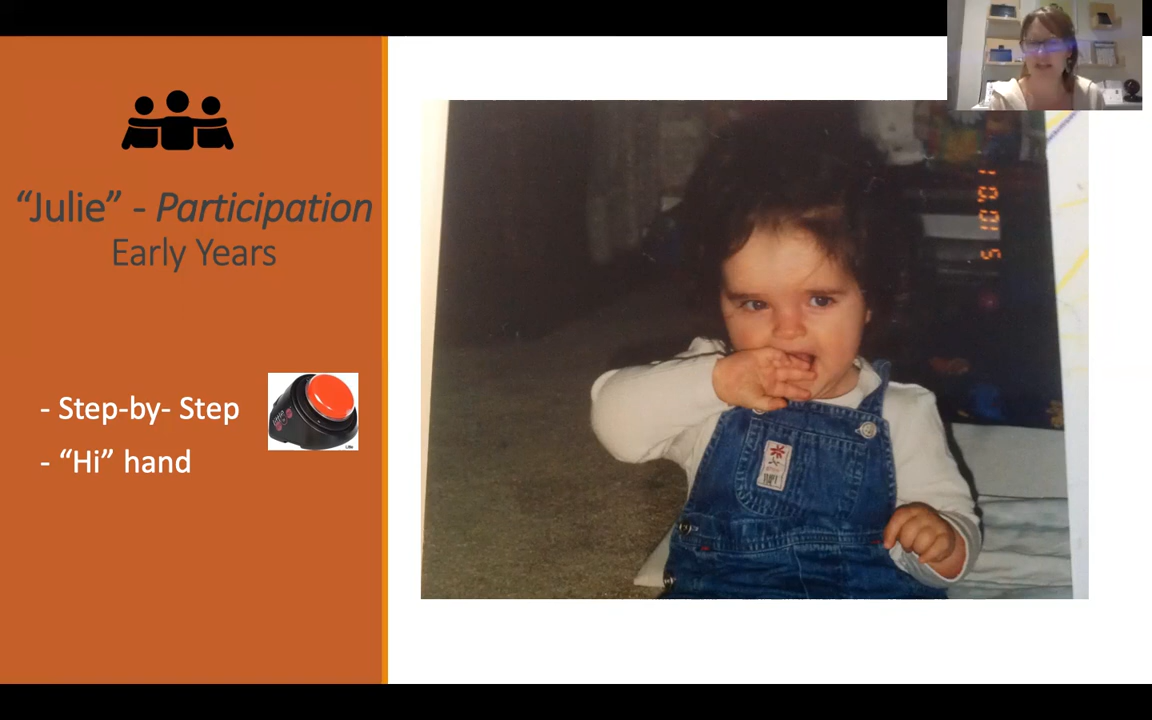 “Julie” - Participation
Early Years
- Step-by- Step
- “Hi” hand